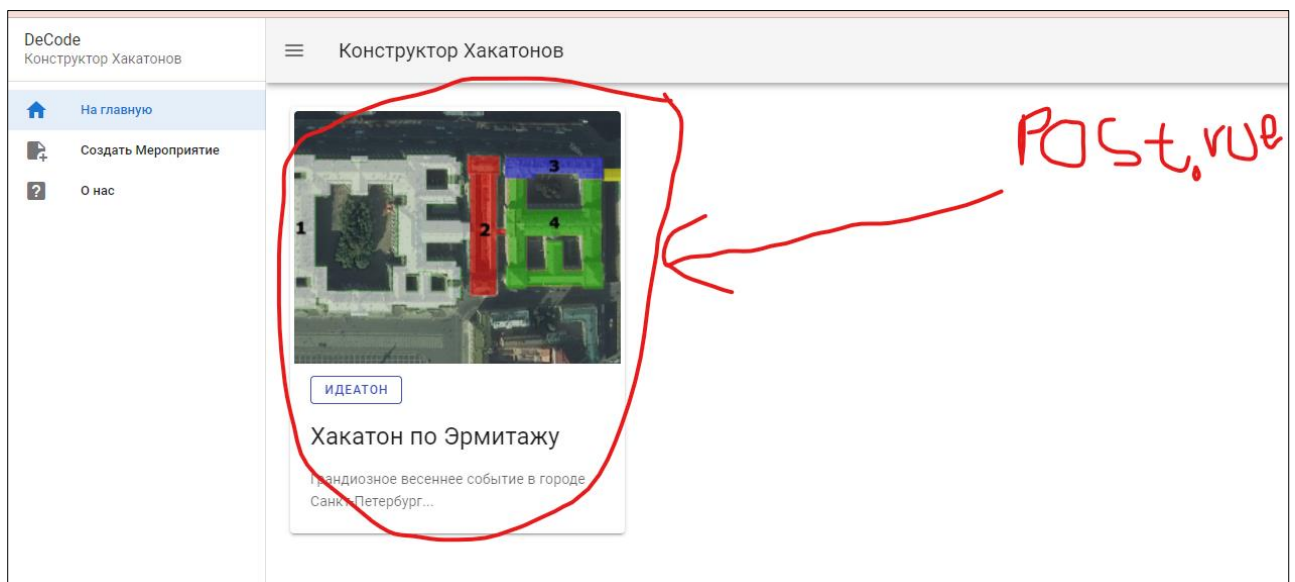 DeCode
Конструктор Хакатонов
Конструктор Хакатонов
На главную
Создать Мероприятие
О нас
1
2
3
4
ИДЕАТОН
Хакатон по Эрмитажу
Грандиозное весеннее событие в городе
Санкт-Петербург...
Post.vue